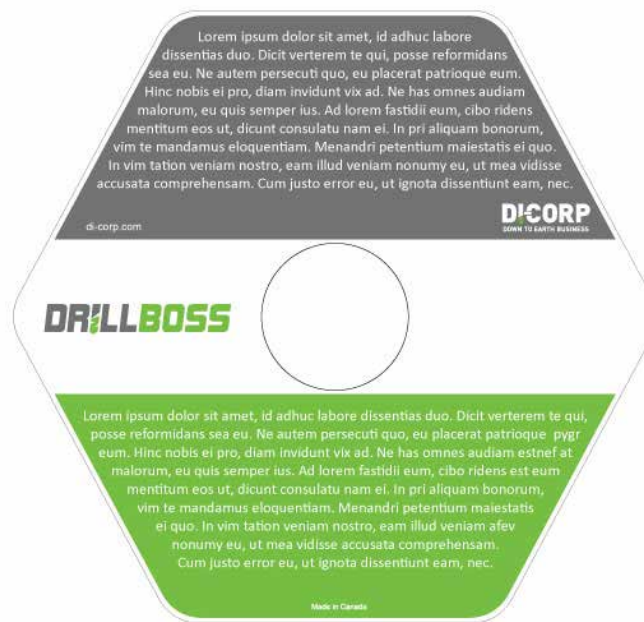 Lorem ipsum dolor sit amet, id adhuc labore
dissentias duo. Dicit verterem te qui, posse reformidans
sea eu. Ne autem persecuti quo, eu placerat patrioque eum.
Hinc nobis ei pro, diam invidunt vix ad. Ne has omnes audiam
malorum, eu quis semper ius. Ad lorem fastidii eum, cibo ridens
mentitum eos ut, dicunt consulatu nam ei. In pri aliquam bonorum,
vim te mandamus eloquentiam. Menandri petentium maiestatis ei quo.
In vim tation veniam nostro, eam illud veniam nonumy eu, ut mea vidisse
accusata comprehensam. Cum justo error eu, ut ignota dissentiunt eam, nec.
di-corp.com
DI-CORP
DOWN TO EARTH BUSINESS
DRILLBOSS
Lorem ipsum dolor sit amet, id adhuc labore dissentias duo. Dicit verterem te qui,
posse reformidans sea eu. Ne autem persecuti quo, eu placerat patrioque pygr
eum. Hinc nobis ei pro, diam invidunt vix ad. Ne has omnes audiam estnef at
malorum, eu quis semper ius. Ad lorem fastidii eum, cibo ridens est eum
mentitum eos ut, dicunt consulatu nam ei. In pri aliquam bonorum,
vim te mandamus eloquentiam. Menandri petentium maiestatis
ei quo. In vim tation veniam nostro, eam illud veniam afev
nonumy eu, ut mea vidisse accusata comprehensam.
Cum justo error eu, ut ignota dissentiunt eam, nec.
Made in Canada